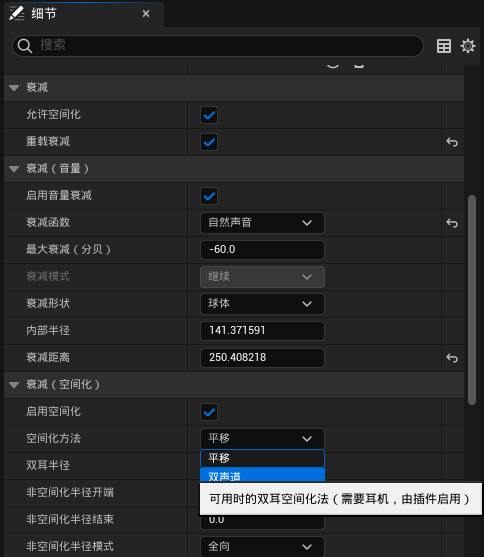 细节
搜索
衰减
允许空间化
重载衰减
衰减（音量）
启用音量衰减
衰减函数 自然声音
最大衰减（分贝） -60.0
衰减模式 继续
衰减形状 球体
内部半径 141.371591
衰减距离 250.408218
衰减（空间化）
启用空间化
空间化方法 平移
平移
双耳半径 双声道
非空间化半径开端 可用时的双耳空间化法（需要耳机，由插件启用）
非空间化半径结束 0.0
非空间化半径模式 全向